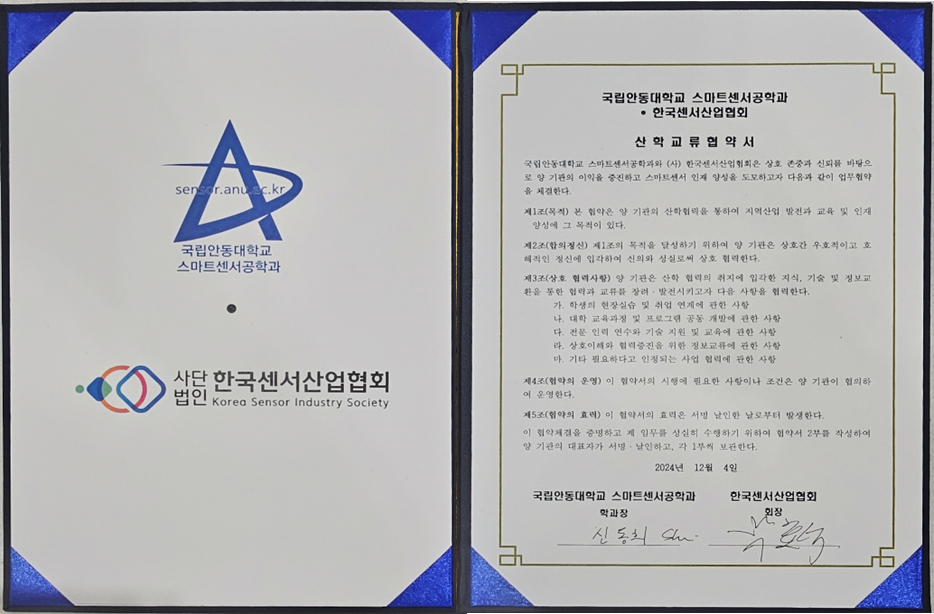 sensor.anu.ac.kr
국립안동대학교
스마트센서공학과
사단
법인 한국센서산업협회
Korea Sensor Industry Society
국립안동대학교 스마트센서공학과
• 한국센서산업협회
산 학 교 류 협 약 서
국립안동대학교 스마트센서공학과와 (사) 한국센서산업협회은 상호 존중과 신뢰를 바탕으
로 양 기관의 이익을 증진하고 스마트센서 인재 양성을 도모하고자 다음과 같이 업무협약
을 체결한다.
제1조(목적) 본 협약은 양 기관의 산학협력을 통하여 지역산업 발전과 교육 및 인재
양성에 그 목적이 있다.
제2조(합의정신) 제1조의 목적을 달성하기 위하여 양 기관은 상호간 우호적이고 호
혜적인 정신에 입각하여 신의와 성실로써 상호 협력한다.
제3조(상호 협력사항) 양 기관은 산학 협력의 취지에 입각한 지식, 기술 및 정보교
환을 통한 협력과 교류를 장려ㆍ발전시키고자 다음 사항을 협력한다.
가. 학생의 현장실습 및 취업 연계에 관한 사항
나. 대학 교육과정 및 프로그램 공동 개발에 관한 사항
다. 전문 인력 연수와 기술 지원 및 교육에 관한 사항
라. 상호이해와 협력증진을 위한 정보교류에 관한 사항
마. 기타 필요하다고 인정되는 사업 협력에 관한 사항
제4조(협약의 운영) 이 협약서의 시행에 필요한 사항이나 조건은 양 기관이 협의하
여 운영한다.
제5조(협약의 효력) 이 협약서의 효력은 서명 날인한 날로부터 발생한다.
이 협약체결을 증명하고 제 임무를 성실히 수행하기 위하여 협약서 2부를 작성하여
양 기관의 대표자가 서명ㆍ날인하고, 각 1부씩 보관한다.
2024년 12월 4일
국립안동대학교 스마트센서공학과 한국센서산업협회
학과장 회장
신동희